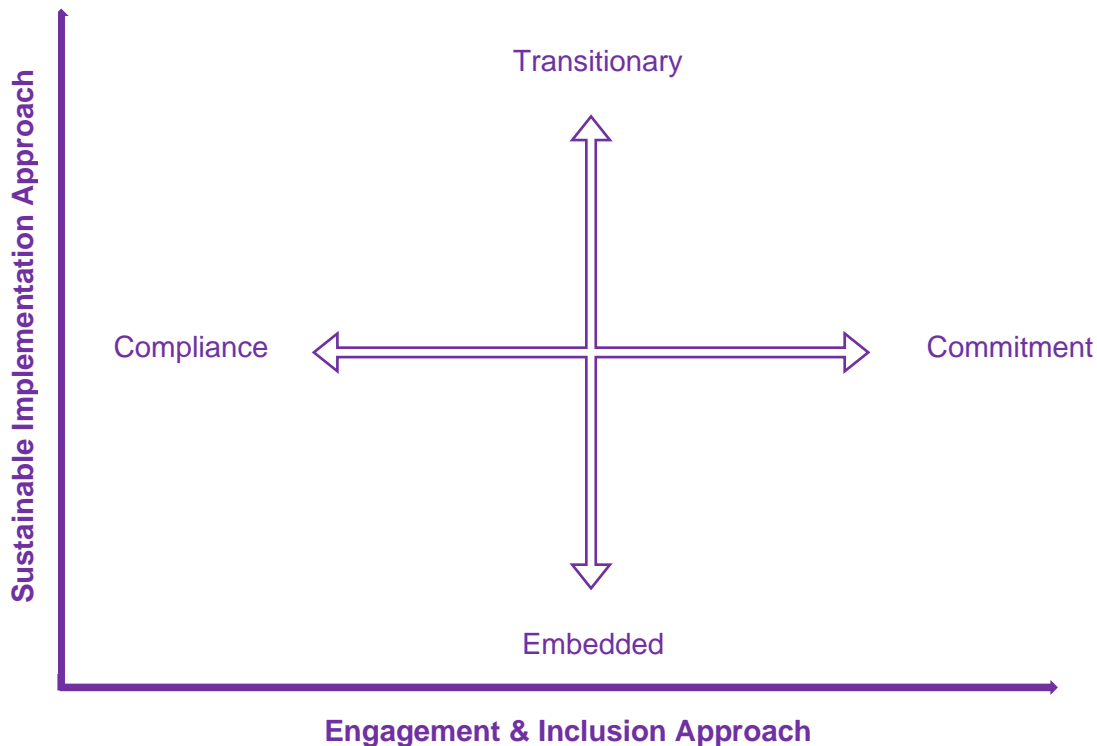 Transitionary
Sustainable Implementation Approach
Compliance
Commitment
Embedded
Engagement & Inclusion Approach